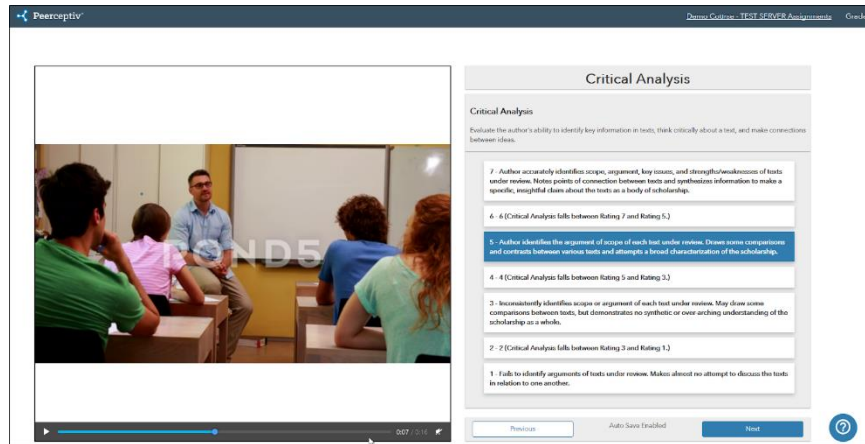 Peerceptiv
Demo Course - TEST SERVER Assignments Grade
Critical Analysis
Critical Analysis
Evaluate the author's ability to identify key information in texts, think critically about a text, and make connections
between ideas.
7 - Author accurately identifies scope, argument, key issues, and strengths/weaknesses of texts
under review. Notes points of connection between texts and synthesizes information to make a
specific, insightful claim about the texts as a body of scholarship.
6 - 6 (Critical Analysis falls between Rating 7 and Rating 5.)
5 - Author identifies the argument of scope of each text under review. Draws some comparisons
and contrasts between various texts and attempts a broad characterization of the scholarship.
4 - 4 (Critical Analysis falls between Rating 5 and Rating 3.)
3 - Inconsistently identifies scope or argument of each text under review. May draw some
comparisons between texts, but demonstrates no synthetic or over-arching understanding of the
scholarship as a whole.
2 - 2 (Critical Analysis falls between Rating 3 and Rating 1.)
1 - Fails to identify arguments of texts under review. Makes almost no attempt to discuss the texts
in relation to one another.
POND5
0:07 / 0:16
Previous
Auto Save Enabled
Next
?